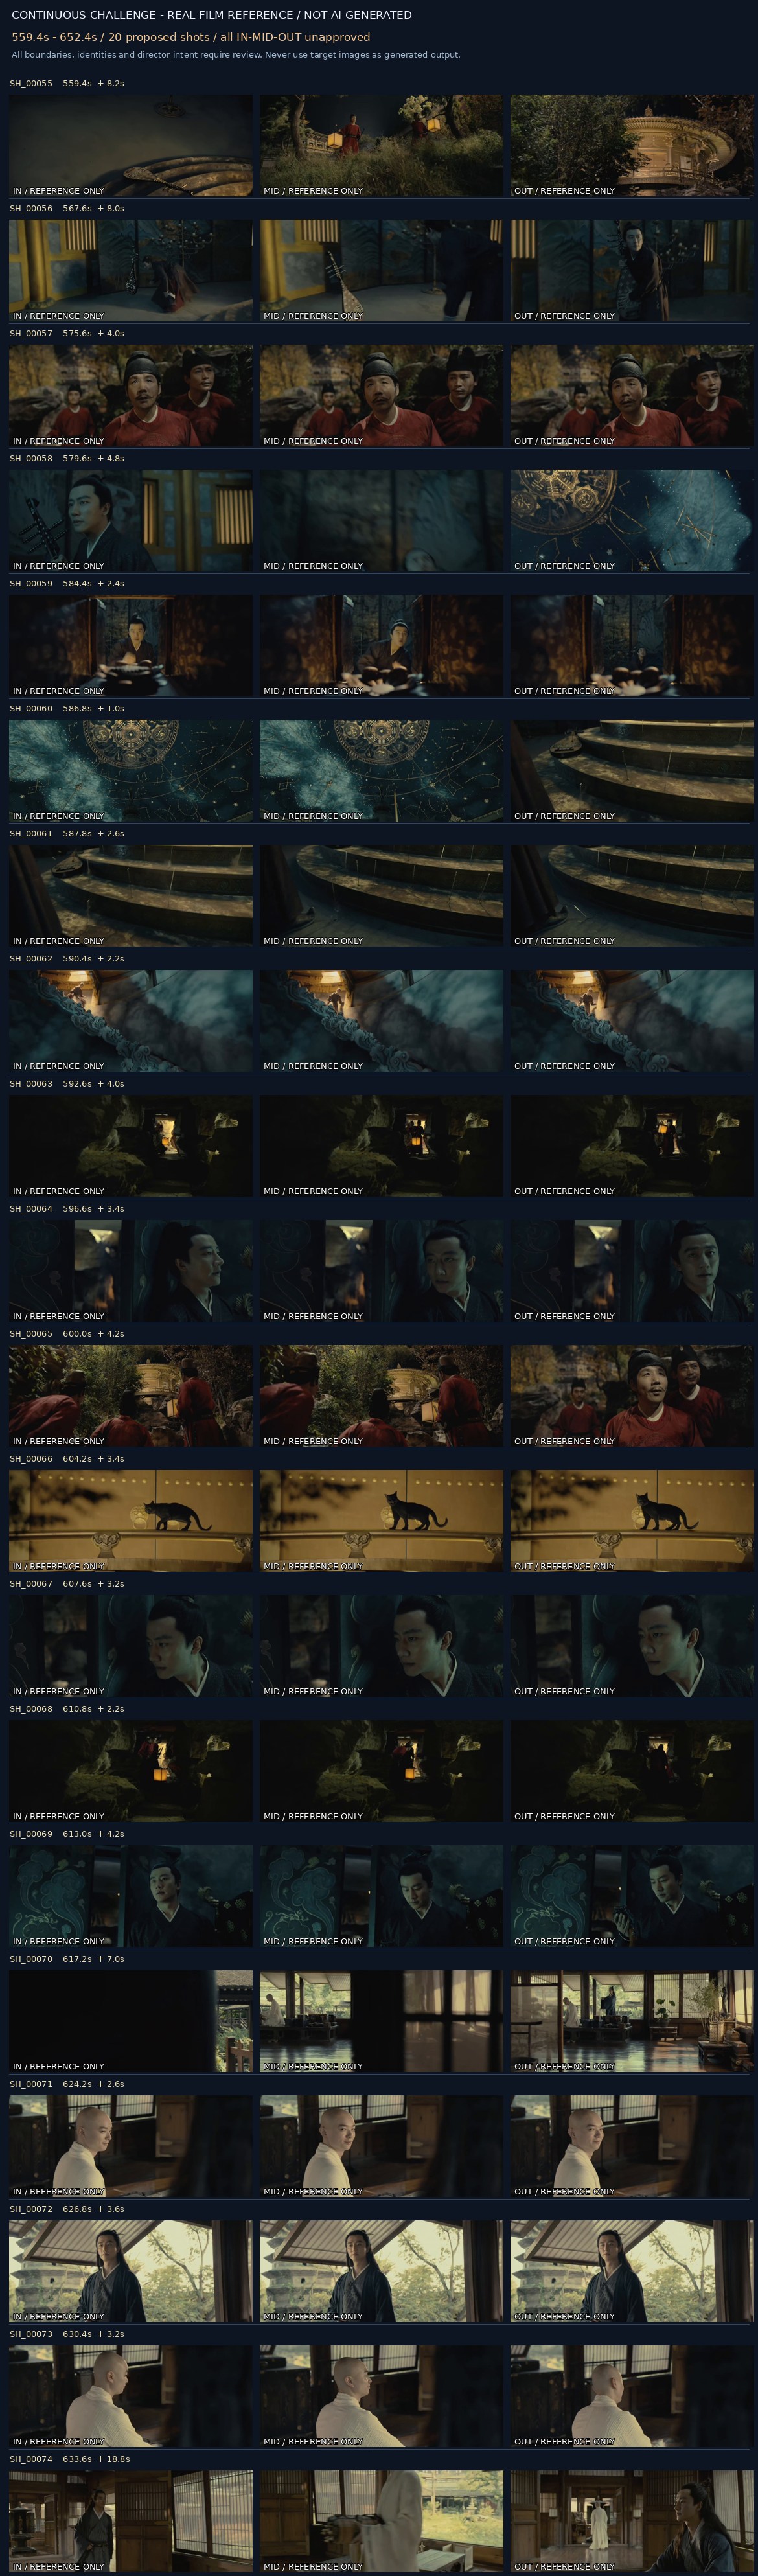 CONTINUOUS CHALLENGE - REAL FILM REFERENCE / NOT AI GENERATED
559.4s - 652.4s / 20 proposed shots / all IN-MID-OUT unapproved
All boundaries, identities and director intent require review. Never use target images as generated output.
SH_00055 559.4s + 8.2s
IN / REFERENCE ONLY MID / REFERENCE ONLY OUT / REFERENCE ONLY
SH_00056 567.6s + 8.0s
IN / REFERENCE ONLY MID / REFERENCE ONLY OUT / REFERENCE ONLY
SH_00057 575.6s + 4.0s
IN / REFERENCE ONLY MID / REFERENCE ONLY OUT / REFERENCE ONLY
SH_00058 579.6s + 4.8s
IN / REFERENCE ONLY MID / REFERENCE ONLY OUT / REFERENCE ONLY
SH_00059 584.4s + 2.4s
IN / REFERENCE ONLY MID / REFERENCE ONLY OUT / REFERENCE ONLY
SH_00060 586.8s + 1.0s
IN / REFERENCE ONLY MID / REFERENCE ONLY OUT / REFERENCE ONLY
SH_00061 587.8s + 2.6s
IN / REFERENCE ONLY MID / REFERENCE ONLY OUT / REFERENCE ONLY
SH_00062 590.4s + 2.2s
IN / REFERENCE ONLY MID / REFERENCE ONLY OUT / REFERENCE ONLY
SH_00063 592.6s + 4.0s
IN / REFERENCE ONLY MID / REFERENCE ONLY OUT / REFERENCE ONLY
SH_00064 596.6s + 3.4s
IN / REFERENCE ONLY MID / REFERENCE ONLY OUT / REFERENCE ONLY
SH_00065 600.0s + 4.2s
IN / REFERENCE ONLY MID / REFERENCE ONLY OUT / REFERENCE ONLY
SH_00066 604.2s + 3.4s
IN / REFERENCE ONLY MID / REFERENCE ONLY OUT / REFERENCE ONLY
SH_00067 607.6s + 3.2s
IN / REFERENCE ONLY MID / REFERENCE ONLY OUT / REFERENCE ONLY
SH_00068 610.8s + 2.2s
IN / REFERENCE ONLY MID / REFERENCE ONLY OUT / REFERENCE ONLY
SH_00069 613.0s + 4.2s
IN / REFERENCE ONLY MID / REFERENCE ONLY OUT / REFERENCE ONLY
SH_00070 617.2s + 7.0s
IN / REFERENCE ONLY MID / REFERENCE ONLY OUT / REFERENCE ONLY
SH_00071 624.2s + 2.6s
IN / REFERENCE ONLY MID / REFERENCE ONLY OUT / REFERENCE ONLY
SH_00072 626.8s + 3.6s
IN / REFERENCE ONLY MID / REFERENCE ONLY OUT / REFERENCE ONLY
SH_00073 630.4s + 3.2s
IN / REFERENCE ONLY MID / REFERENCE ONLY OUT / REFERENCE ONLY
SH_00074 633.6s + 18.8s
IN / REFERENCE ONLY MID / REFERENCE ONLY OUT / REFERENCE ONLY